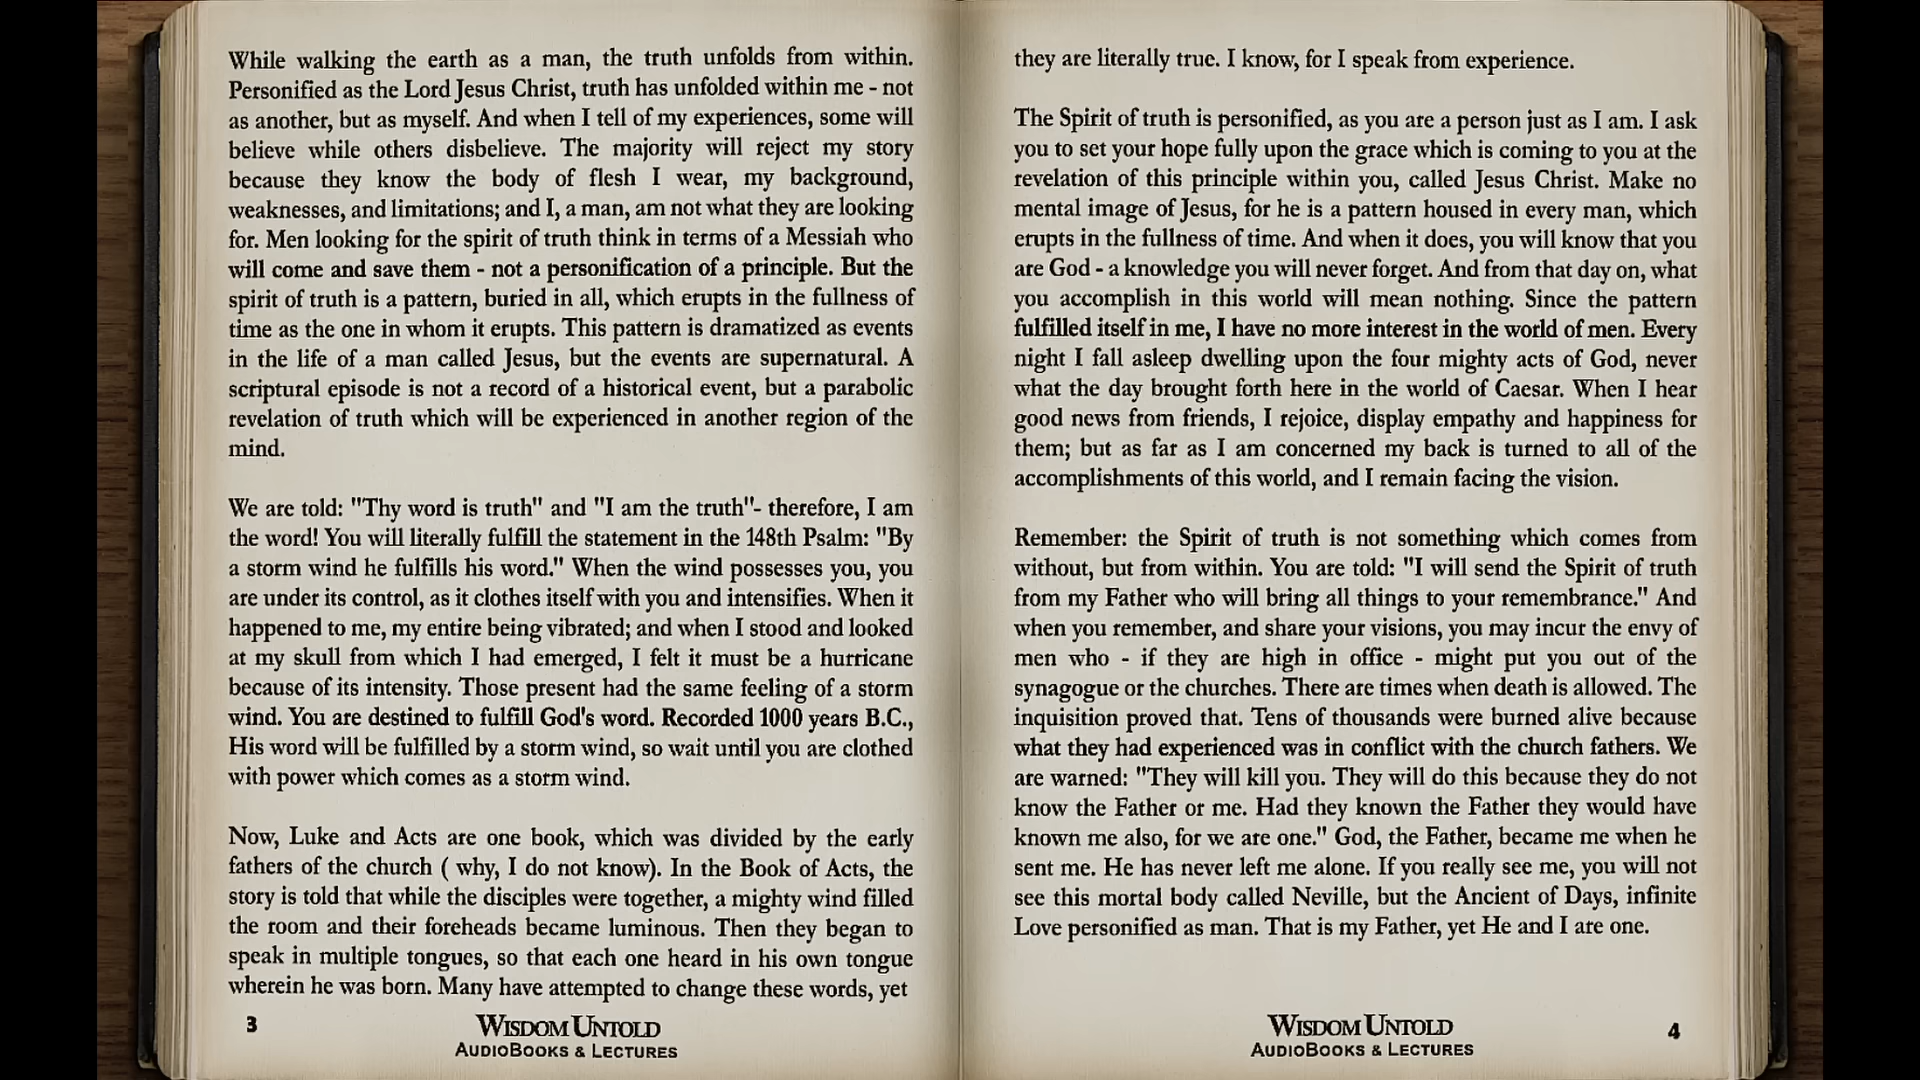 While walking the earth as a man, the truth unfolds from within.
Personified as the Lord Jesus Christ, truth has unfolded within me - not
as another, but as myself. And when I tell of my experiences, some will
believe while others disbelieve. The majority will reject my story
because they know the body of flesh I wear, my background,
weaknesses, and limitations; and I, a man, am not what they are looking
for. Men looking for the spirit of truth think in terms of a Messiah who
will come and save them - not a personification of a principle. But the
spirit of truth is a pattern, buried in all, which erupts in the fullness of
time as the one in whom it erupts. This pattern is dramatized as events
in the life of a man called Jesus, but the events are supernatural. A
scriptural episode is not a record of a historical event, but a parabolic
revelation of truth which will be experienced in another region of the
mind.

We are told: "Thy word is truth" and "I am the truth"- therefore, I am
the word! You will literally fulfill the statement in the 148th Psalm: "By
a storm wind he fulfills his word." When the wind possesses you, you
are under its control, as it clothes itself with you and intensifies. When it
happened to me, my entire being vibrated; and when I stood and looked
at my skull from which I had emerged, I felt it must be a hurricane
because of its intensity. Those present had the same feeling of a storm
wind. You are destined to fulfill God's word. Recorded 1000 years B.C.,
His word will be fulfilled by a storm wind, so wait until you are clothed
with power which comes as a storm wind.

Now, Luke and Acts are one book, which was divided by the early
fathers of the church ( why, I do not know). In the Book of Acts, the
story is told that while the disciples were together, a mighty wind filled
the room and their foreheads became luminous. Then they began to
speak in multiple tongues, so that each one heard in his own tongue
wherein he was born. Many have attempted to change these words, yet
3
WISDOM UNTOLD
AUDIOBOOKS & LECTURES

they are literally true. I know, for I speak from experience.

The Spirit of truth is personified, as you are a person just as I am. I ask
you to set your hope fully upon the grace which is coming to you at the
revelation of this principle within you, called Jesus Christ. Make no
mental image of Jesus, for he is a pattern housed in every man, which
erupts in the fullness of time. And when it does, you will know that you
are God - a knowledge you will never forget. And from that day on, what
you accomplish in this world will mean nothing. Since the pattern
fulfilled itself in me, I have no more interest in the world of men. Every
night I fall asleep dwelling upon the four mighty acts of God, never
what the day brought forth here in the world of Caesar. When I hear
good news from friends, I rejoice, display empathy and happiness for
them; but as far as I am concerned my back is turned to all of the
accomplishments of this world, and I remain facing the vision.

Remember: the Spirit of truth is not something which comes from
without, but from within. You are told: "I will send the Spirit of truth
from my Father who will bring all things to your remembrance." And
when you remember, and share your visions, you may incur the envy of
men who - if they are high in office - might put you out of the
synagogue or the churches. There are times when death is allowed. The
inquisition proved that. Tens of thousands were burned alive because
what they had experienced was in conflict with the church fathers. We
are warned: "They will kill you. They will do this because they do not
know the Father or me. Had they known the Father they would have
known me also, for we are one." God, the Father, became me when he
sent me. He has never left me alone. If you really see me, you will not
see this mortal body called Neville, but the Ancient of Days, infinite
Love personified as man. That is my Father, yet He and I are one.
WISDOM UNTOLD
AUDIOBOOKS & LECTURES
4